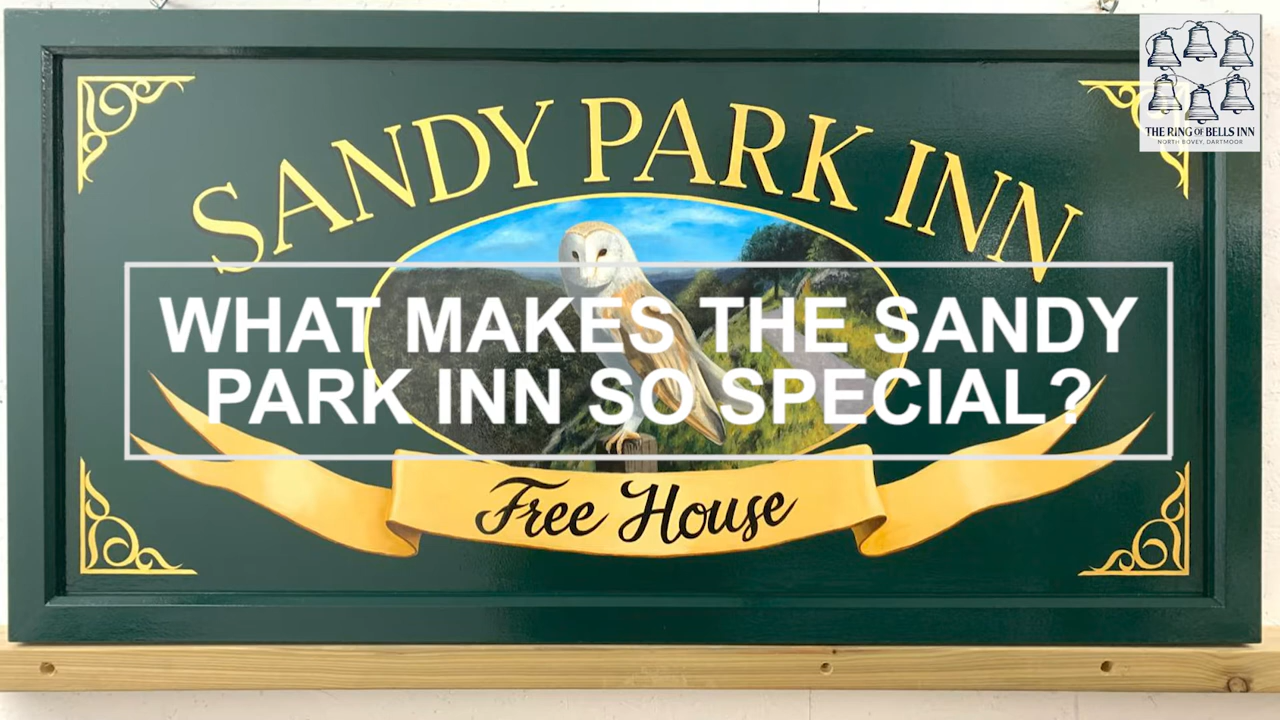 SANDY PARK INN
THE RING OF BELLS INN
NORTH BOVEY, DARTMOOR
WHAT MAKES THE SANDY
PARK INN SO SPECIAL?
Free House